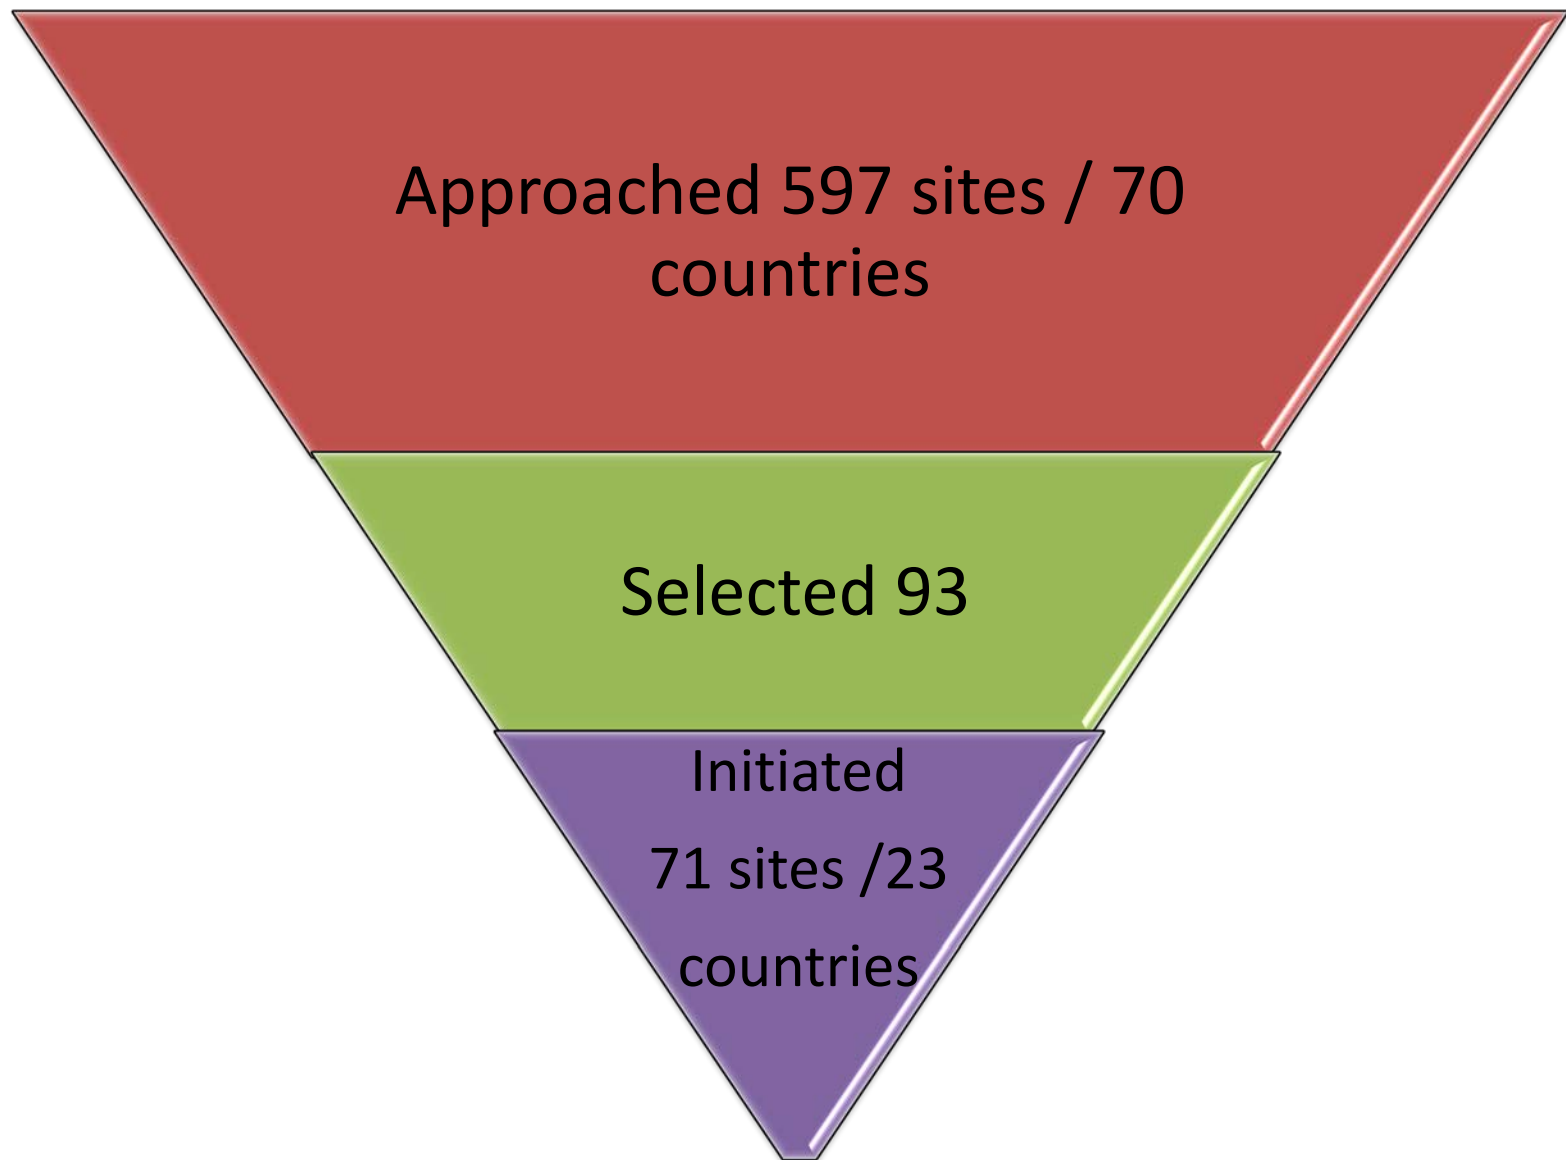 Approached 597 sites / 70
countries
Selected 93
Initiated
71 sites /23
countries